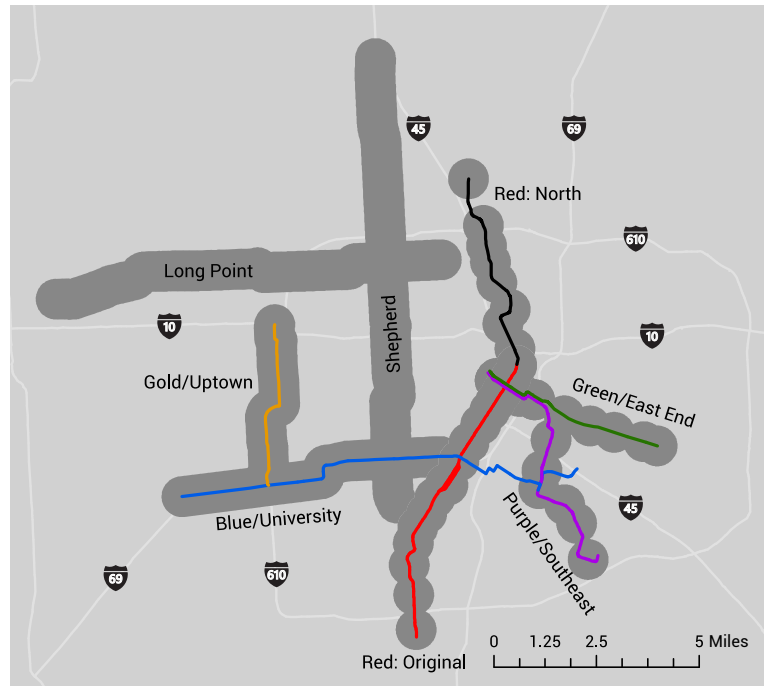 45
69
Red: North
610
Long Point
10
Shepherd
10
Gold/Uptown
Green/East End
Blue/University
Purple/Southeast
45
69
610
0 1.25 2.5 5 Miles
Red: Original